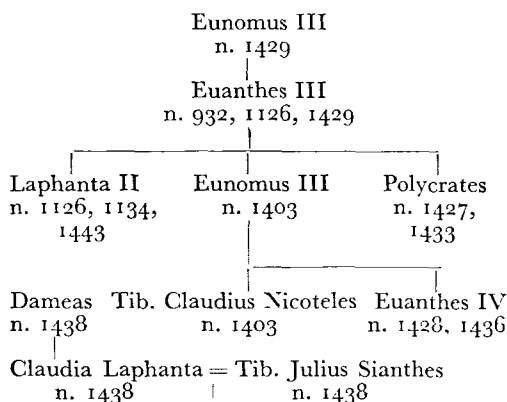 Eunomus III
n. 1429
Euanthes III
n. 932, 1126, 1429
Laphanta II Eunomus III Polycrates
n. 1126, 1134, n. 1403 n. 1427,
1443 1433
Dameas Tib. Claudius Nicoteles Euanthes IV
n. 1438 n. 1403 n. 1428, 1436
Claudia Laphanta = Tib. Julius Sianthes
n. 1438 n. 1438